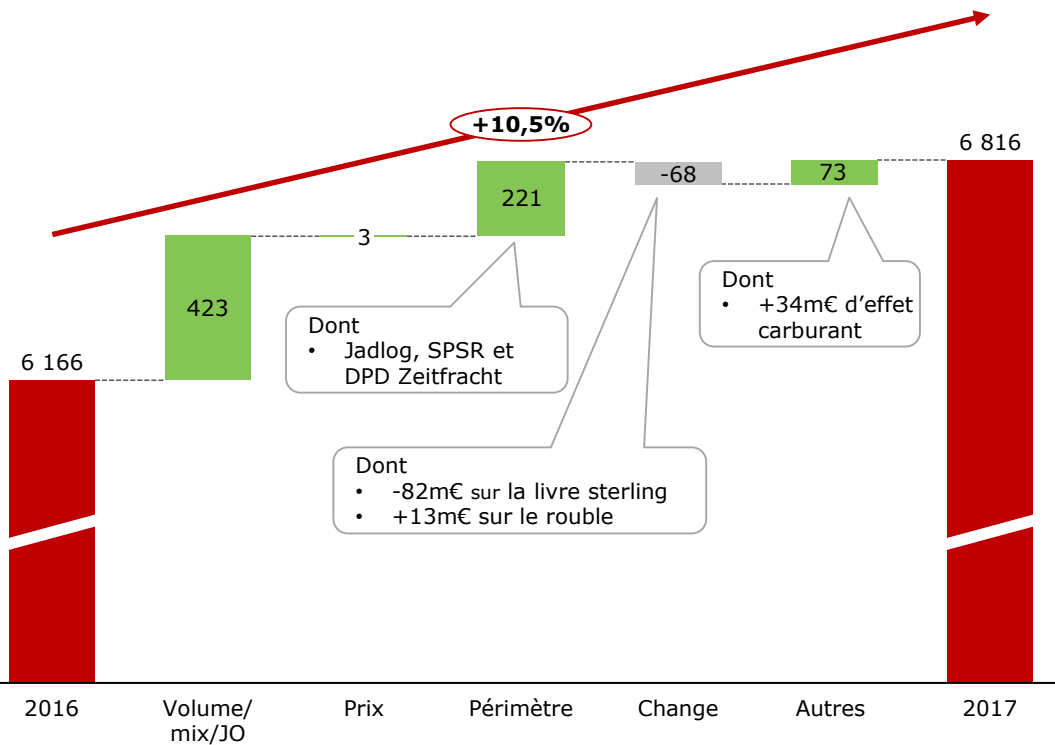 +10,5%
6 816
-68
73
221
3
423
6 166
Dont
• +34m€ d’effet
carburant
Dont
• Jadlog, SPSR et
DPD Zeitfracht
Dont
• -82m€ sur la livre sterling
• +13m€ sur le rouble
2016
Volume/
mix/JO
Prix
Périmètre
Change
Autres
2017